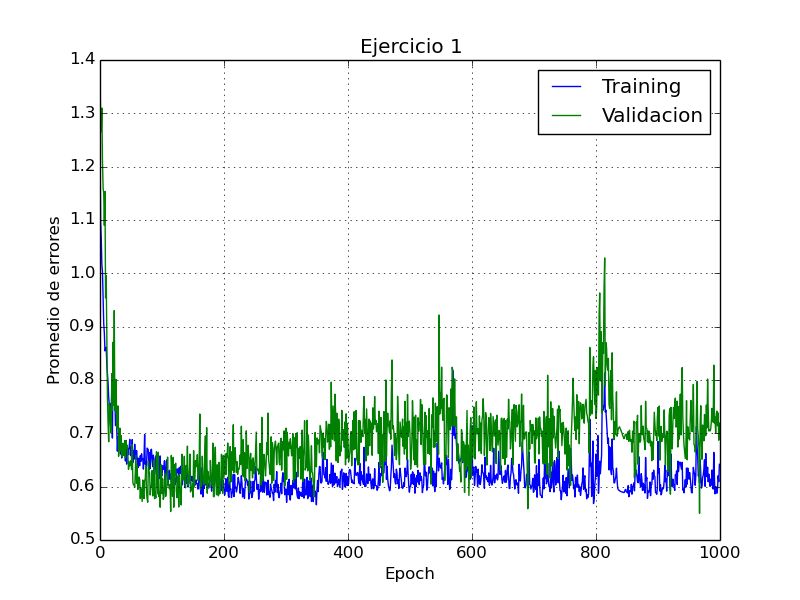 Ejercicio 1
Training
Validacion
1.4
1.3
1.2
1.1
1.0
0.9
0.8
0.7
0.6
0.5
Promedio de errores
0 200 400 600 800 1000
Epoch